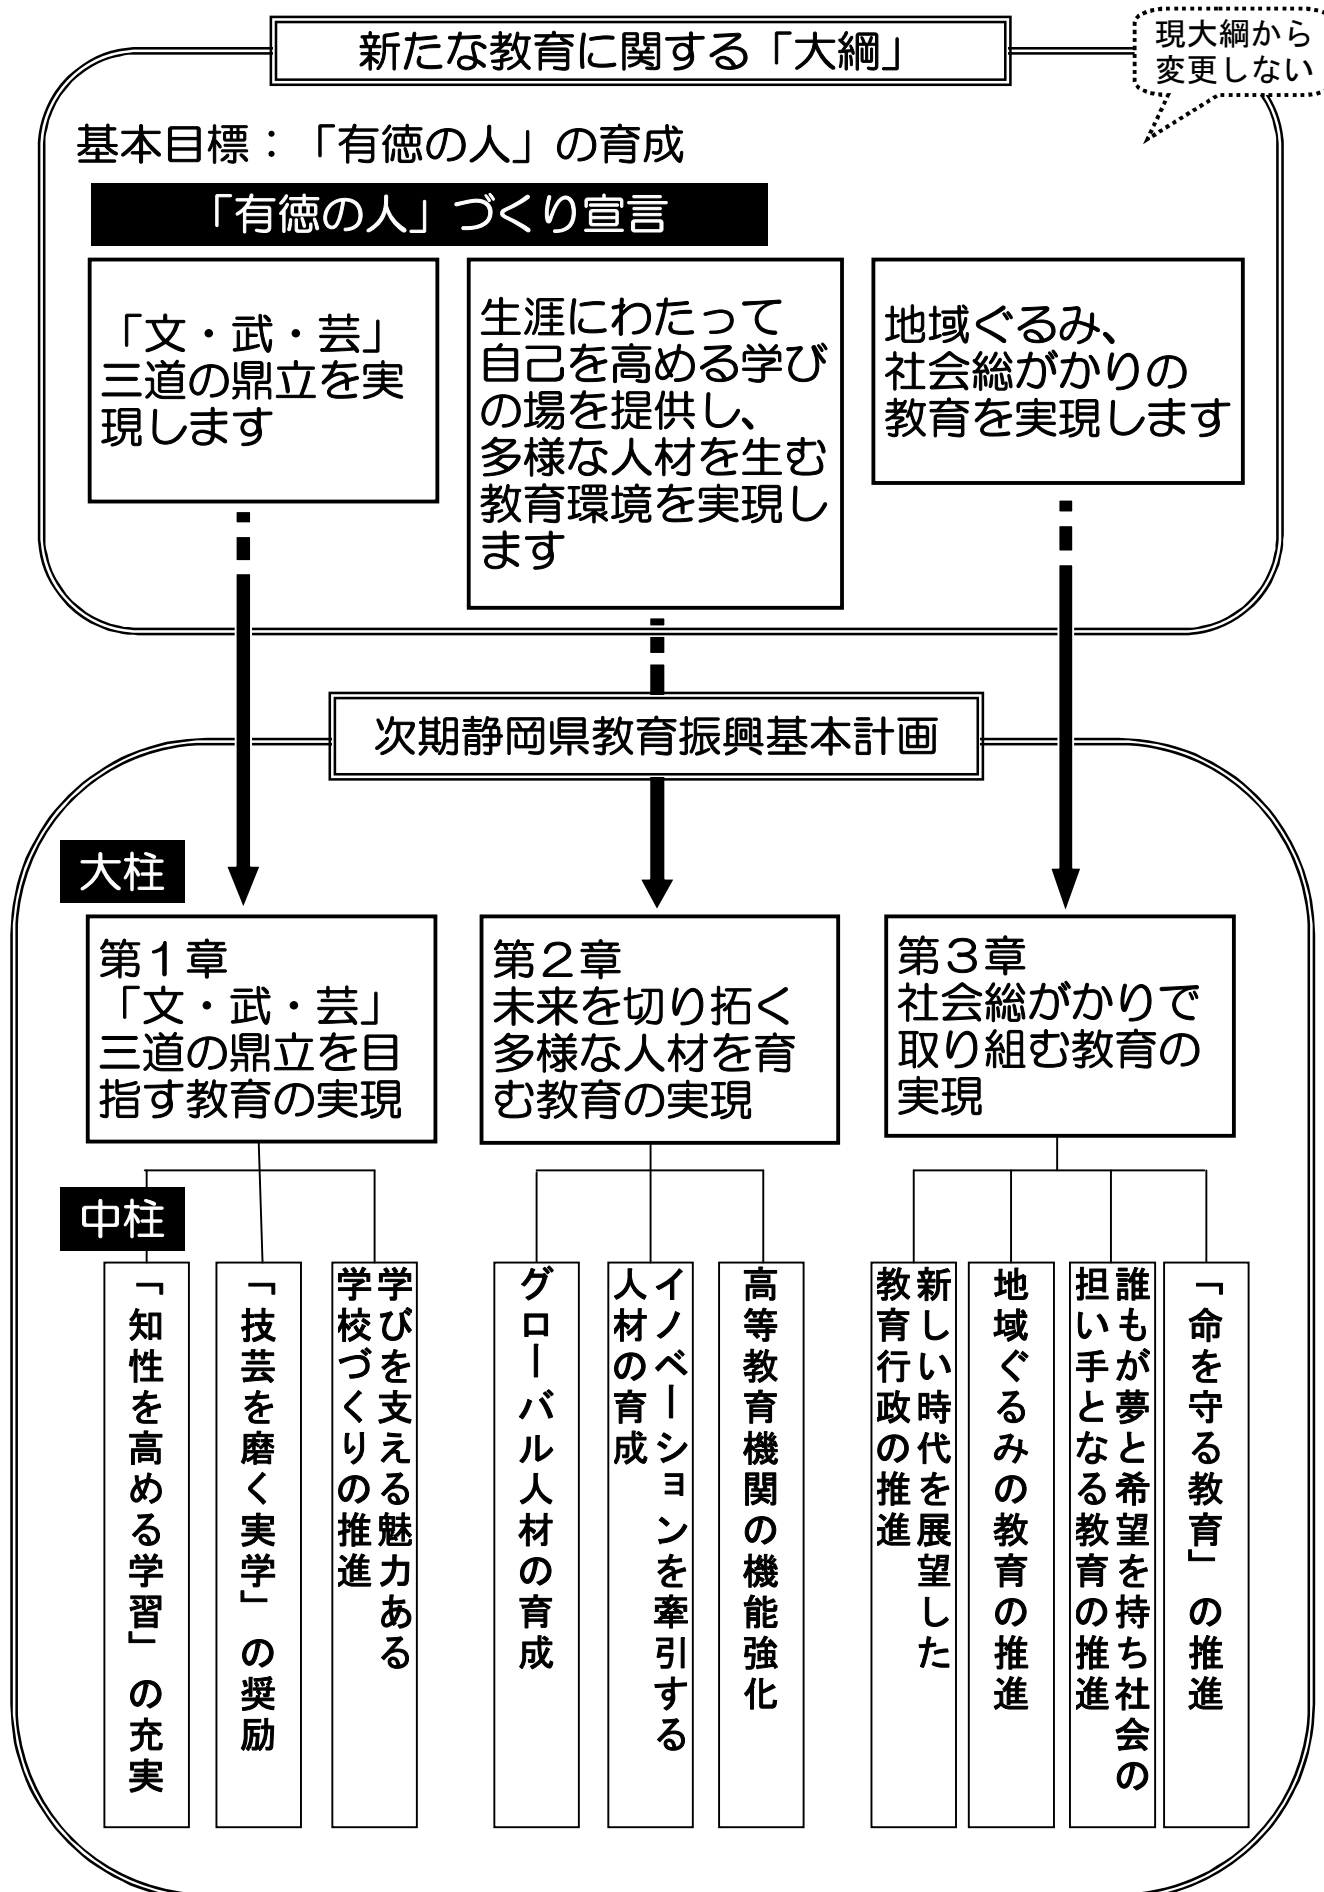 新たな教育に関する「大綱」
現大綱から
変更しない
基本目標：「有徳の人」の育成
「有徳の人」づくり宣言
「文・武・芸」
三道の鼎立を実
現します
生涯にわたって
自己を高める学び
の場を提供し、
多様な人材を生む
教育環境を実現し
ます
地域ぐるみ、
社会総がかりの
教育を実現します
次期静岡県教育振興基本計画
大柱
第１章
「文・武・芸」
三道の鼎立を目
指す教育の実現
第２章
未来を切り拓く
多様な人材を育
む教育の実現
第３章
社会総がかりで
取り組む教育の
実現
中柱
「知性を高める学習」の充実
「技芸を磨く実学」の奨励
学びを支える魅力ある
学校づくりの推進
グローバル人材の育成
イノベーションを牽引する
人材の育成
高等教育機関の機能強化
新しい時代を展望した
教育行政の推進
地域ぐるみの教育の推進
誰もが夢と希望を持ち社会の
担い手となる教育の推進
「命を守る教育」の推進